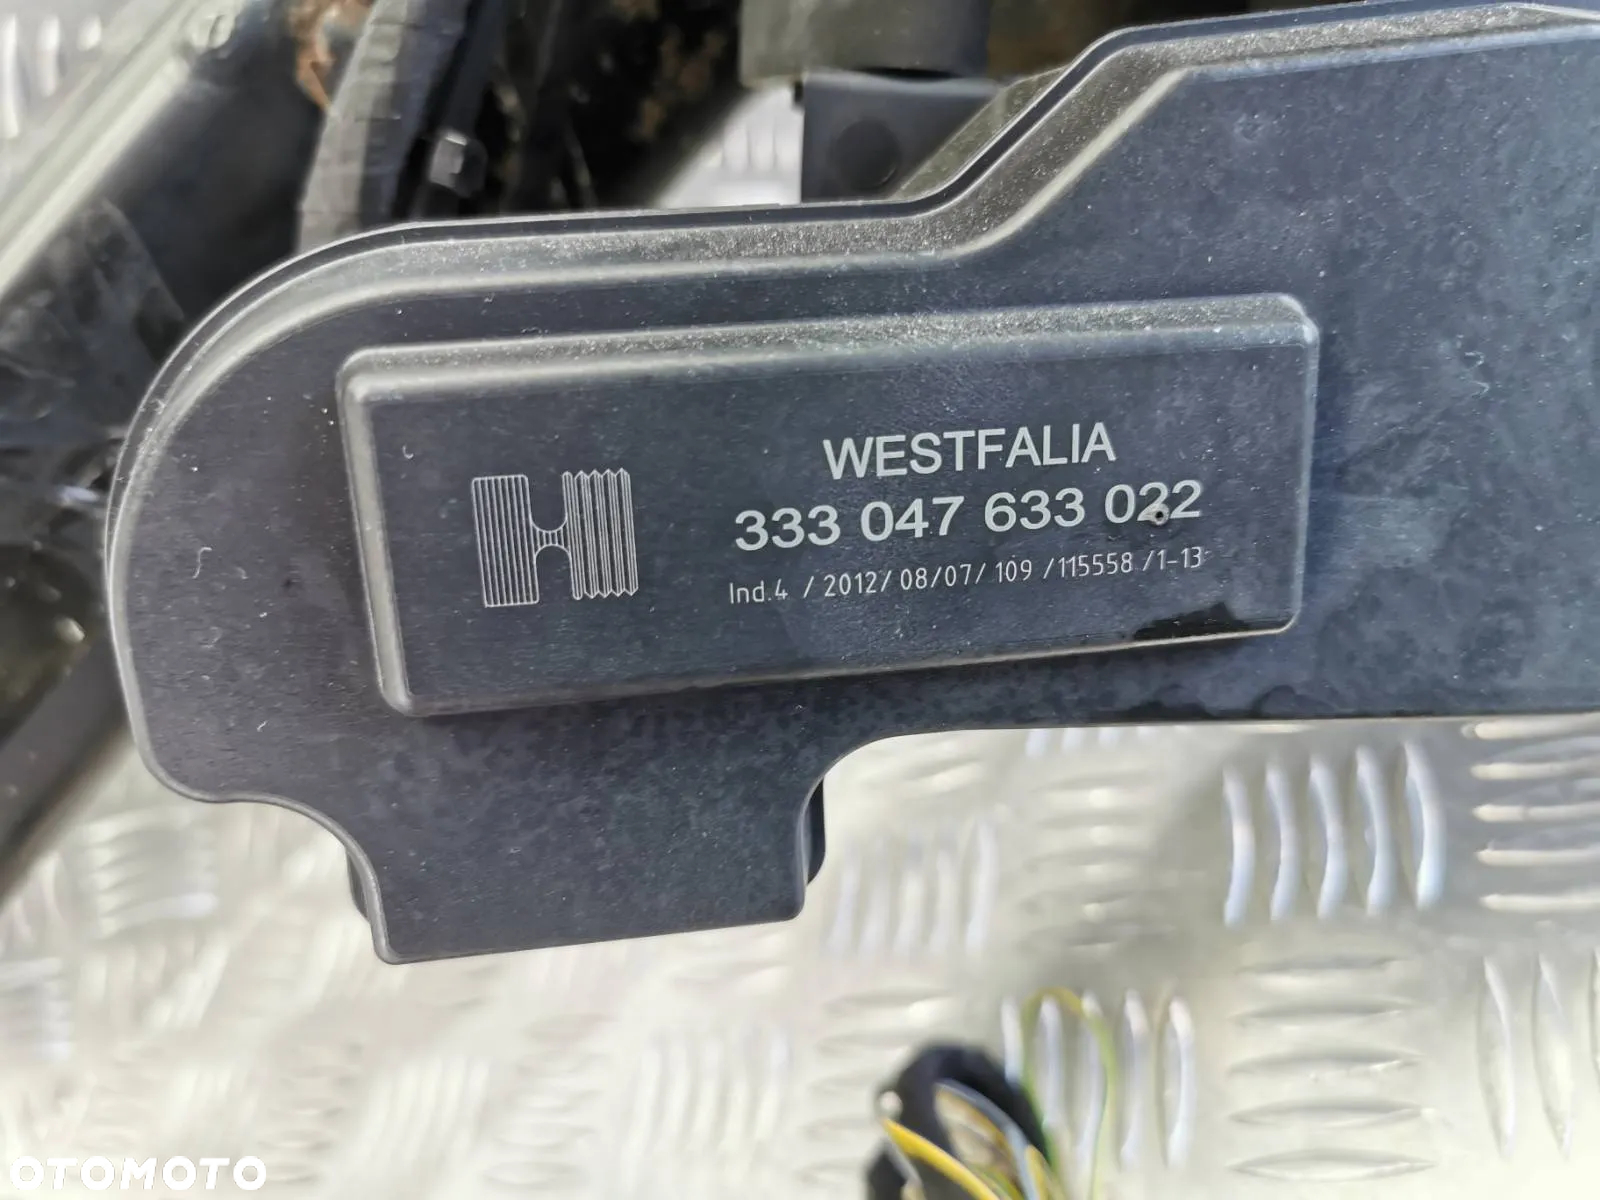 WESTFALIA
333 047 633 022
Ind.4 / 2012/ 08/07/ 109 /115558 /1-13
OTOMOTO